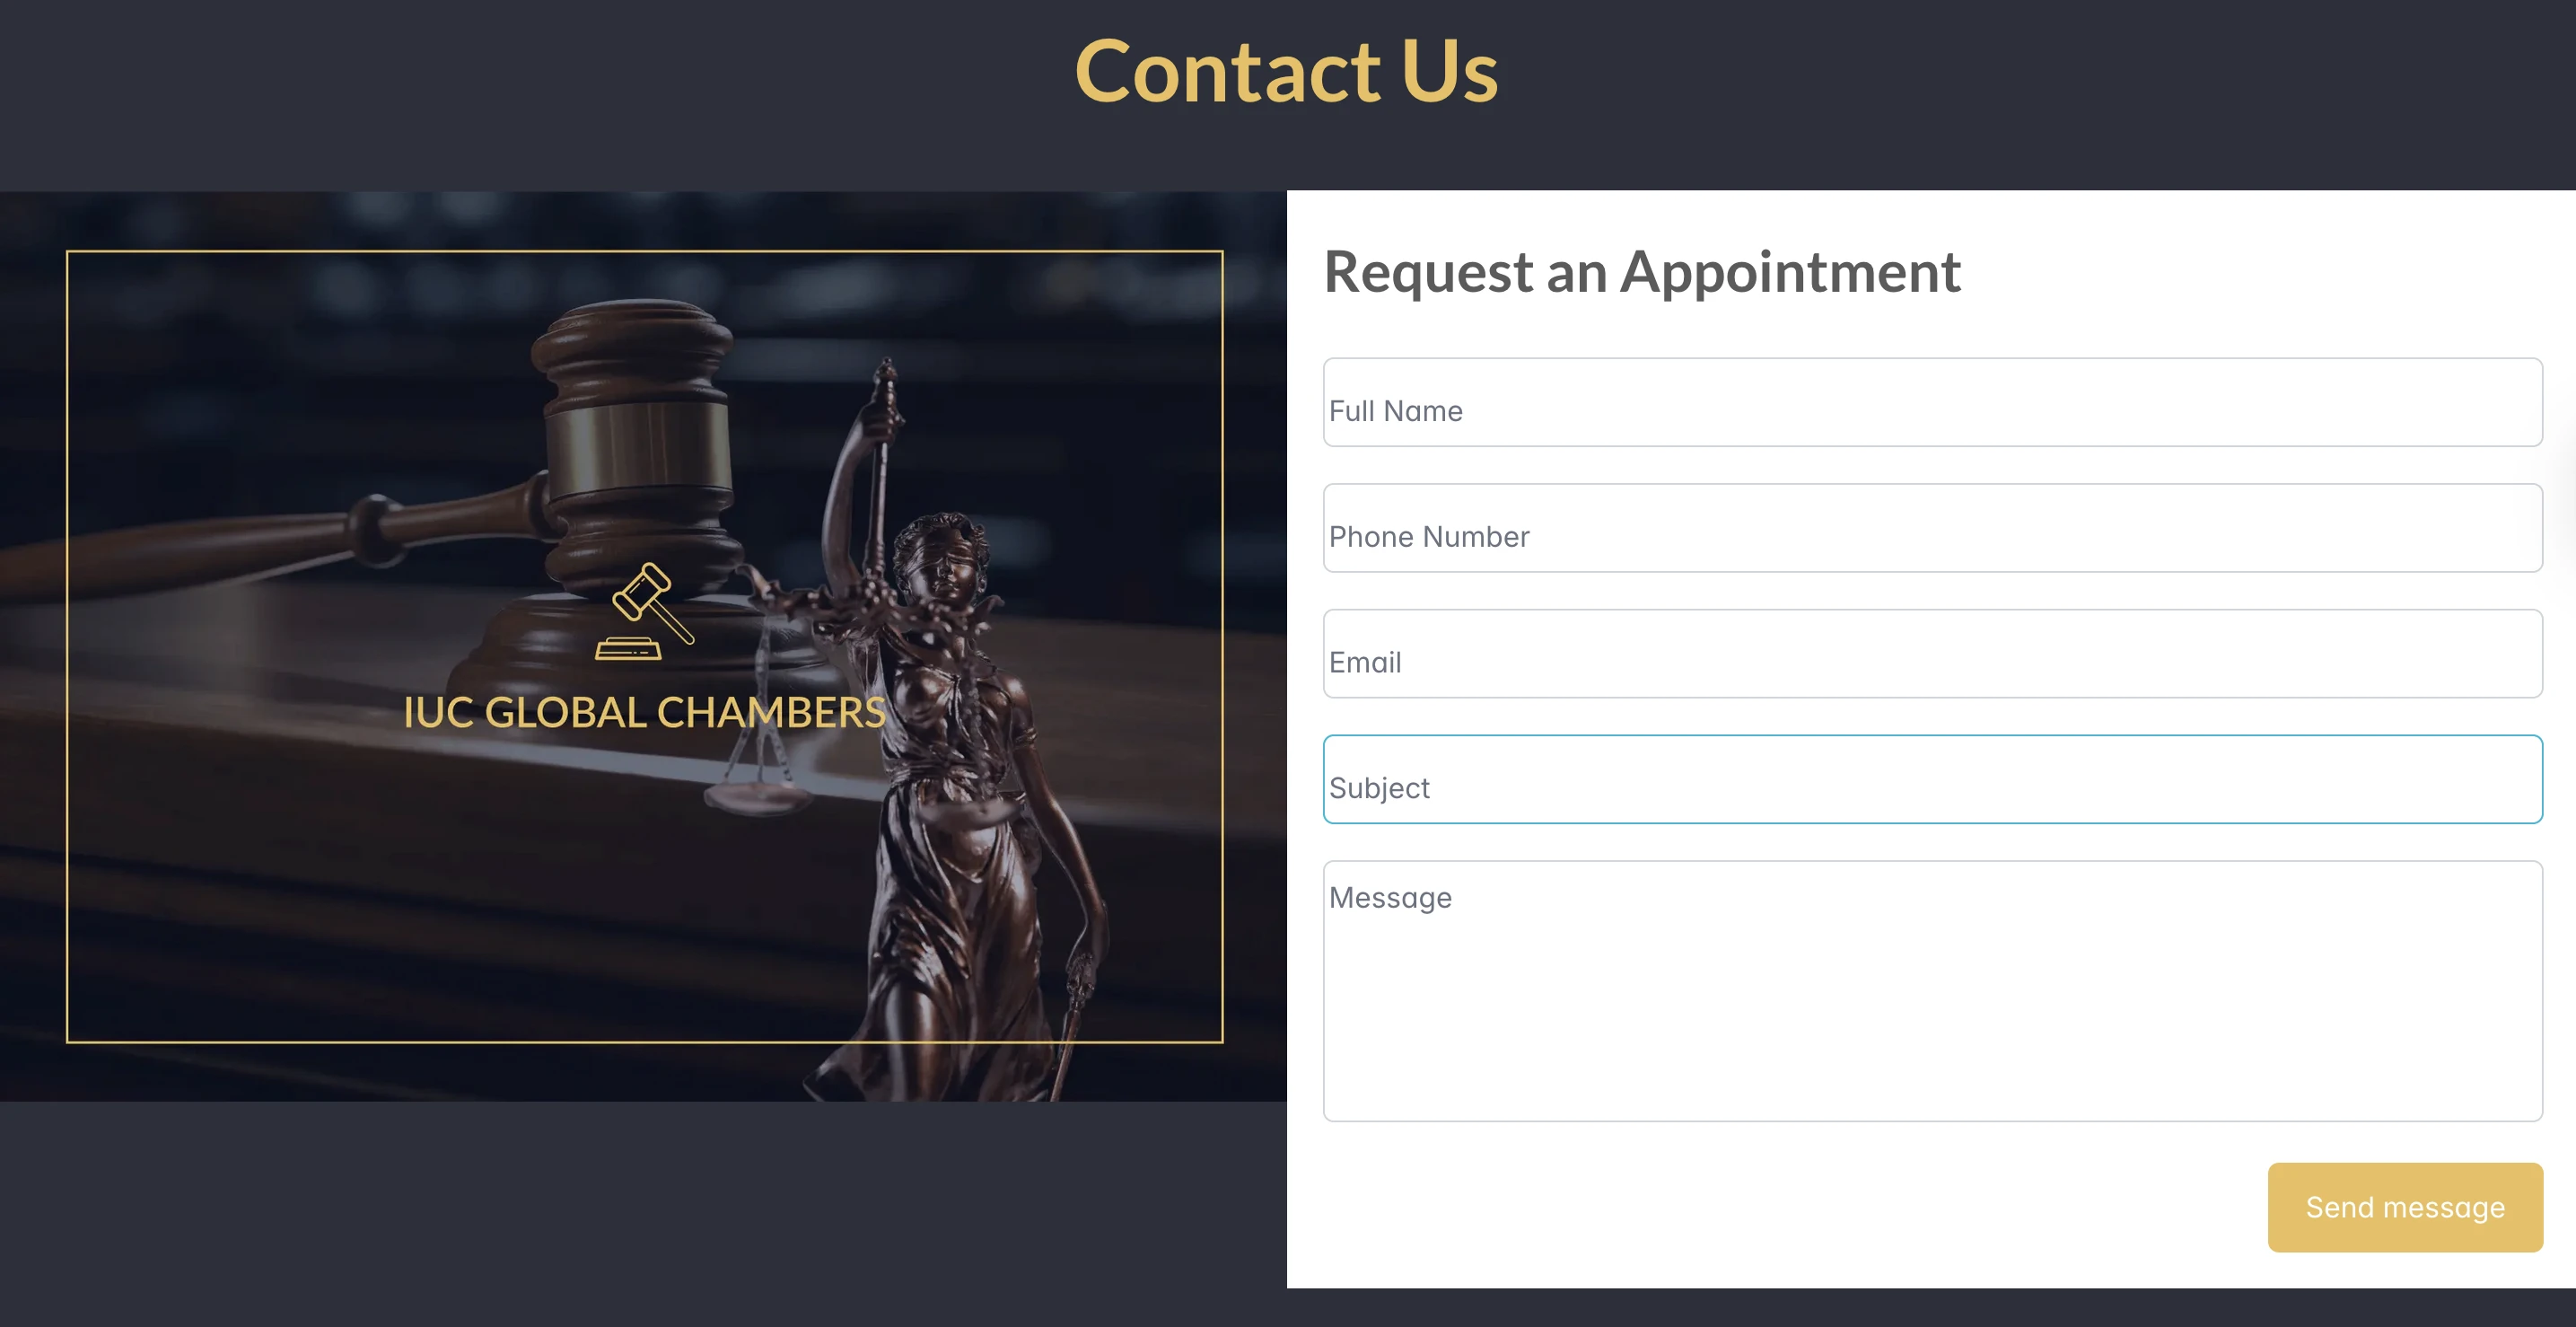 Contact Us
IUC GLOBAL CHAMBERS
Request an Appointment
Full Name
Phone Number
Email
Subject
Message
Send message